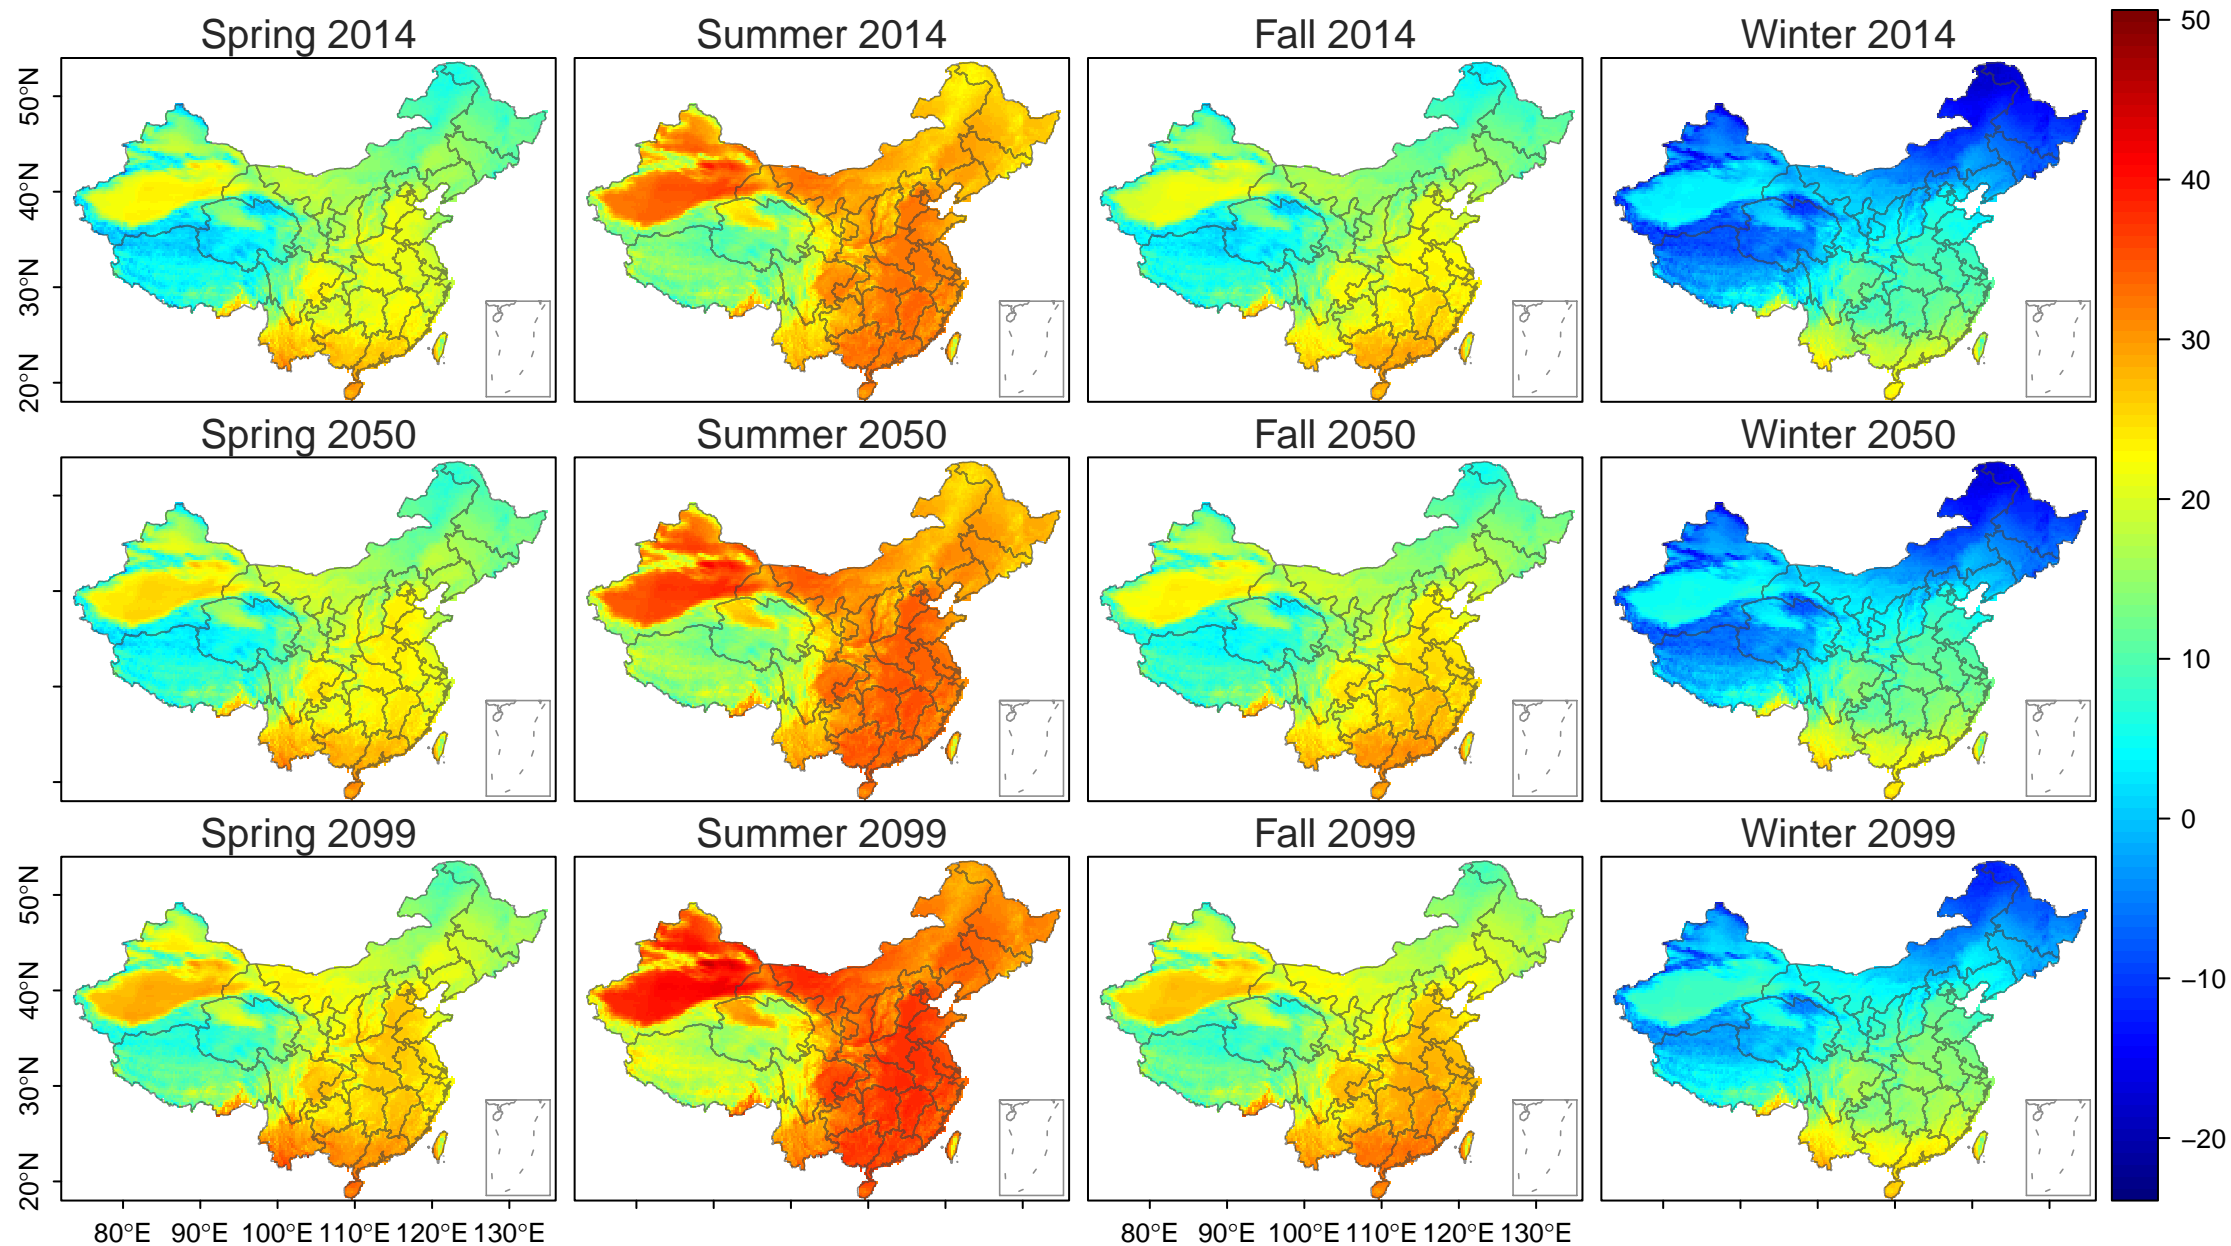 Spring 2014 Summer 2014 Fall 2014 Winter 2014
50°N
40°N
30°N
20°N
Spring 2050 Summer 2050 Fall 2050 Winter 2050
Spring 2099 Summer 2099 Fall 2099 Winter 2099
50°N
40°N
30°N
20°N
80°E 90°E 100°E 110°E 120°E 130°E
80°E 90°E 100°E 110°E 120°E 130°E
50
40
30
20
10
0
−10
−20